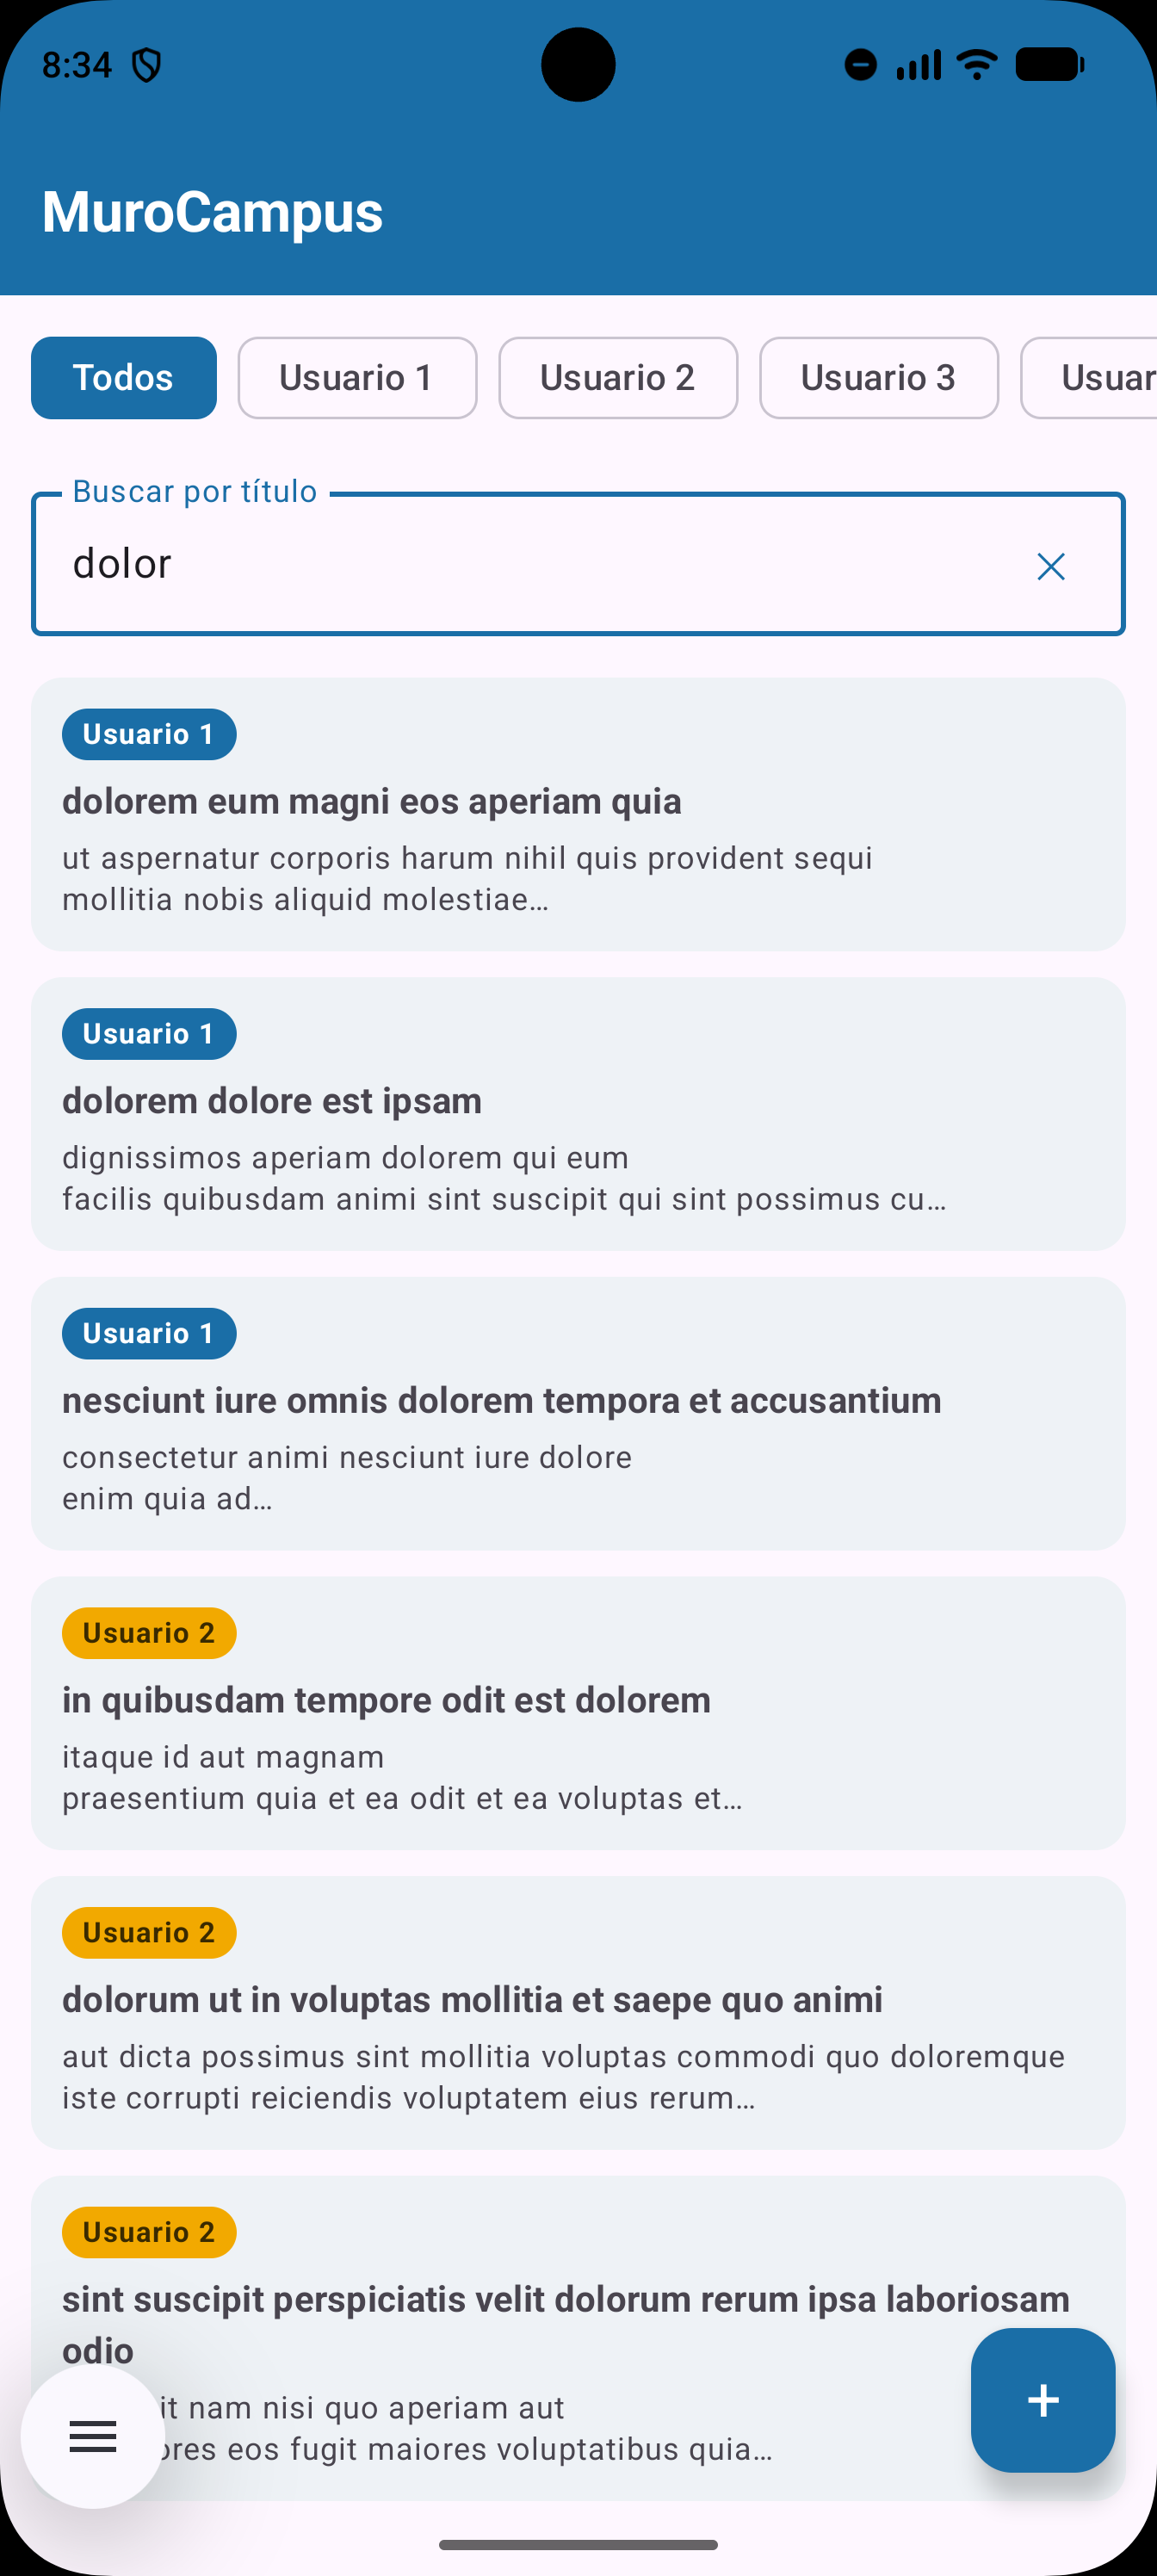 8:34
MuroCampus
Todos
Usuario 1
Usuario 2
Usuario 3
Usuar
Buscar por título
dolor
Usuario 1
dolorem eum magni eos aperiam quia
ut aspernatur corporis harum nihil quis provident sequi
mollitia nobis aliquid molestiae…
Usuario 1
dolorem dolore est ipsam
dignissimos aperiam dolorem qui eum
facilis quibusdam animi sint suscipit qui sint possimus cu…
Usuario 1
nesciunt iure omnis dolorem tempora et accusantium
consectetur animi nesciunt iure dolore
enim quia ad…
Usuario 2
in quibusdam tempore odit est dolorem
itaque id aut magnam
praesentium quia et ea odit et ea voluptas et…
Usuario 2
dolorum ut in voluptas mollitia et saepe quo animi
aut dicta possimus sint mollitia voluptas commodi quo doloremque
iste corrupti reiciendis voluptatem eius rerum…
Usuario 2
sint suscipit perspiciatis velit dolorum rerum ipsa laboriosam
odio
it nam nisi quo aperiam aut
ores eos fugit maiores voluptatibus quia…